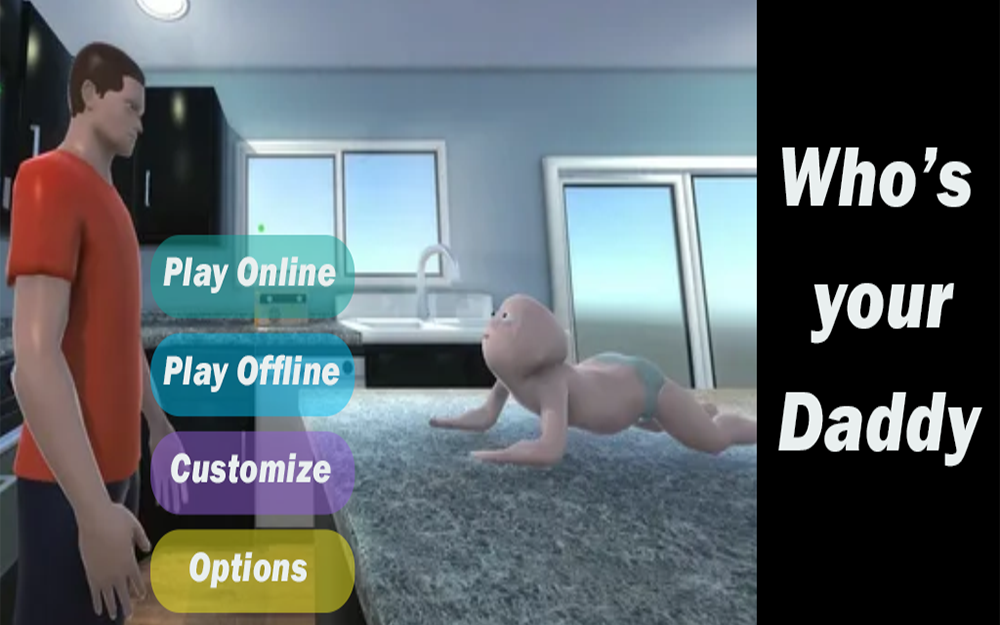 Play Online
Play Offline
Customize
Options
Who's
your
Daddy